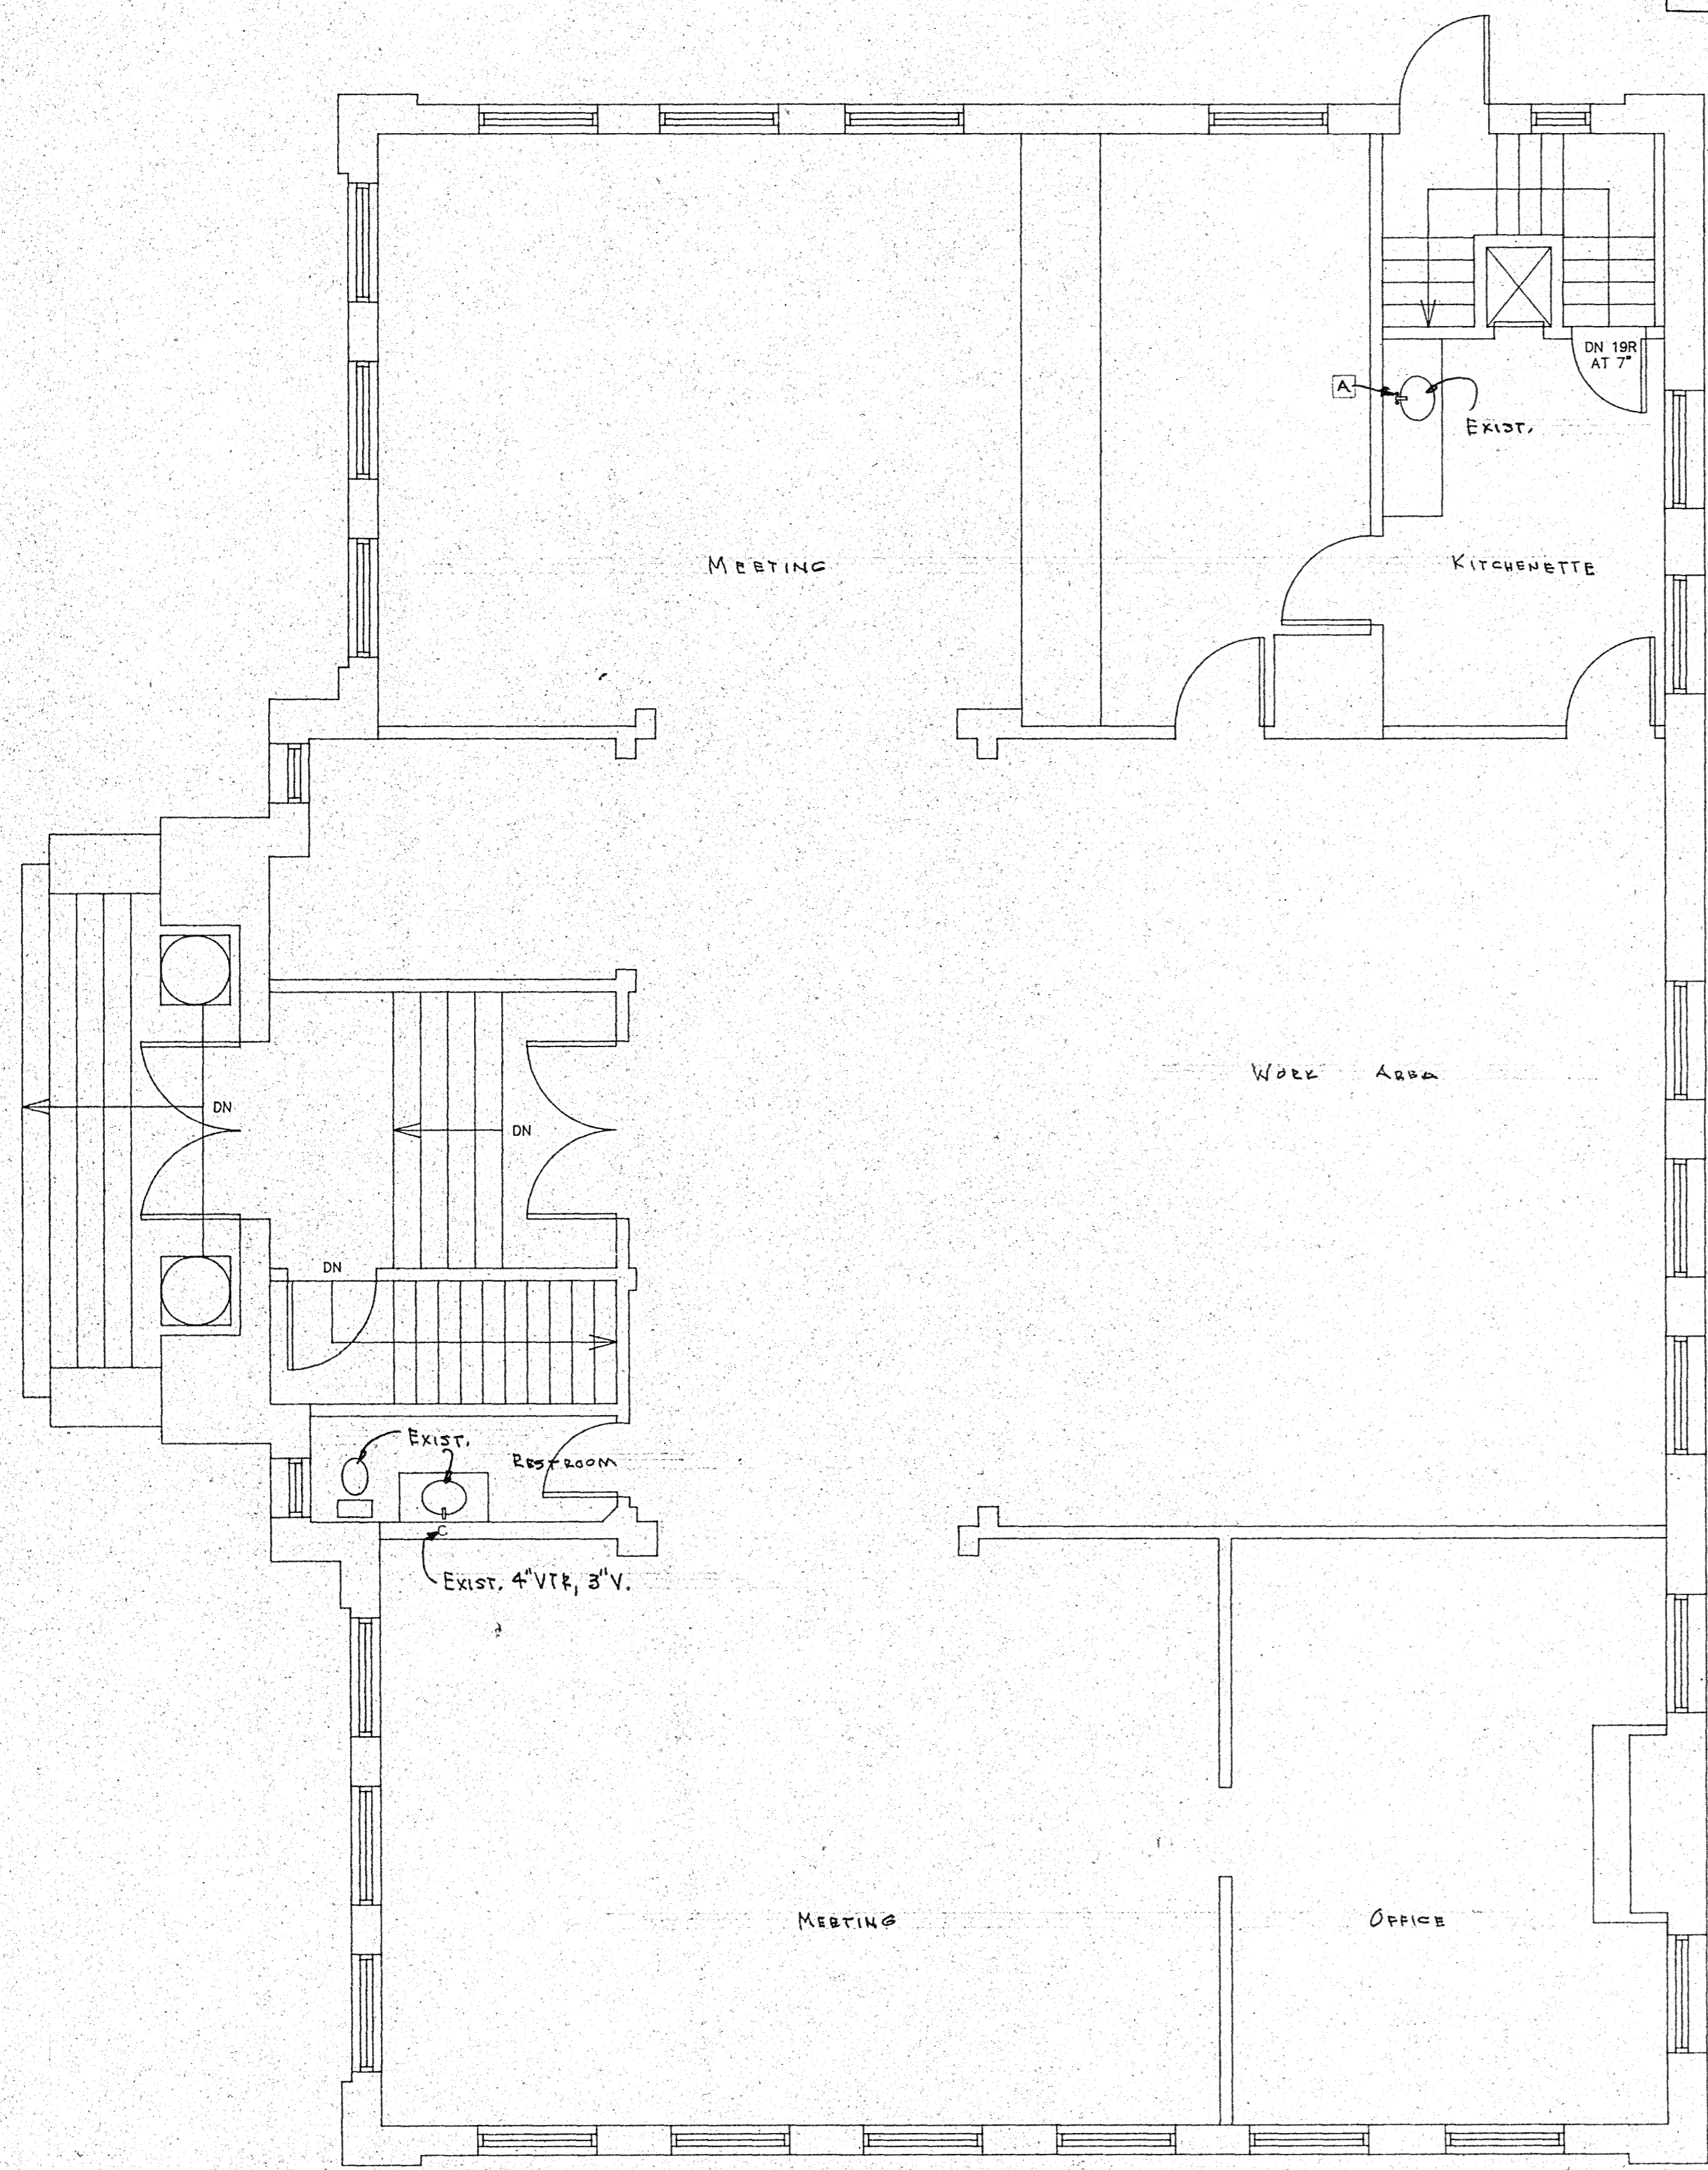 DN 19R
AT 7"
A
EXIST.
MEETING
KITCHENETTE
WORK AREA
DN
DN
DN
EXIST.
RESTROOM
C
EXIST. 4" VTR, 3" V.
MEETING
OFFICE